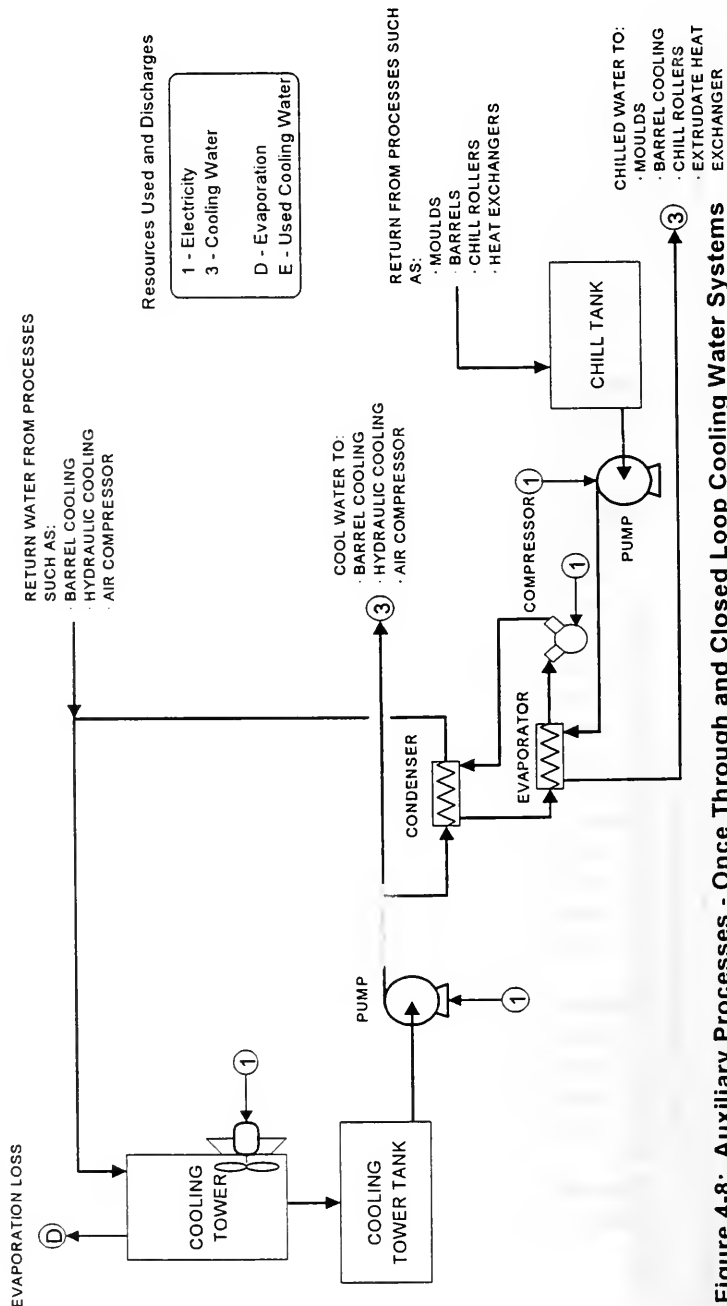 EVAPORATION LOSS
D
COOLING
TOWER
1
COOLING
TOWER TANK
PUMP
1
RETURN WATER FROM PROCESSES
SUCH AS:
· BARREL COOLING
· HYDRAULIC COOLING
· AIR COMPRESSOR
COOL WATER TO:
· BARREL COOLING
· HYDRAULIC COOLING
· AIR COMPRESSOR
3
CONDENSER
EVAPORATOR
COMPRESSOR
1
1
PUMP
CHILL TANK
RETURN FROM PROCESSES SUCH
AS:
· MOULDS
· BARRELS
· CHILL ROLLERS
· HEAT EXCHANGERS
CHILLED WATER TO:
· MOULDS
· BARREL COOLING
· CHILL ROLLERS
· EXTRUDATE HEAT
EXCHANGER
3
Resources Used and Discharges
1 - Electricity
3 - Cooling Water
D - Evaporation
E - Used Cooling Water
Figure 4-8: Auxiliary Processes - Once Through and Closed Loop Cooling Water Systems